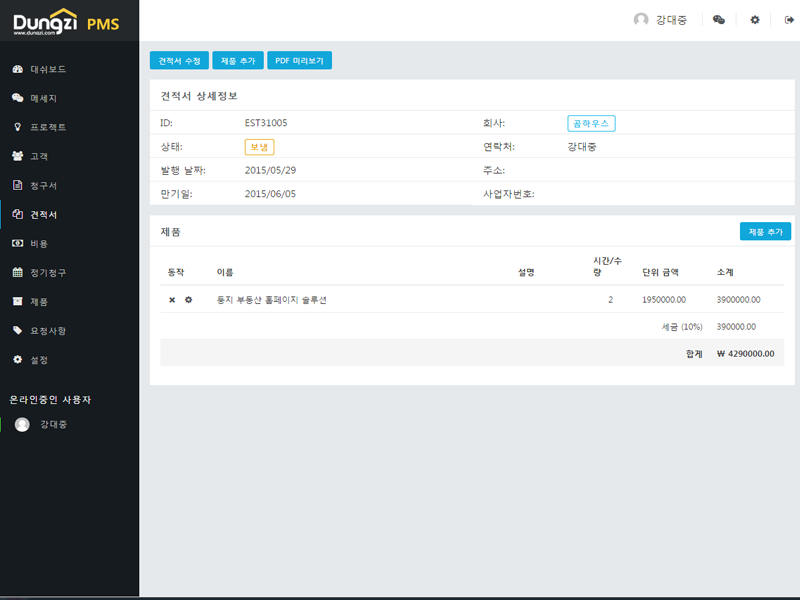 Dungzi PMS
www.dungzi.com
강대중
대쉬보드
메세지
프로젝트
고객
청구서
견적서
비용
정기청구
제품
요청사항
설정
온라인중인 사용자
강대중
견적서 수정 제품 추가 PDF 미리보기
견적서 상세정보
ID: EST31005 회사: 곰하우스
상태: 보냄 연락처: 강대중
발행 날짜: 2015/05/29 주소:
만기일: 2015/06/05 사업자번호:
제품 제품 추가
동작 이름 설명 시간/수
량 단위 금액 소계
둥지 부동산 홈페이지 솔루션 2 1950000.00 3900000.00
세금 (10%) 390000.00
합계 ₩ 4290000.00